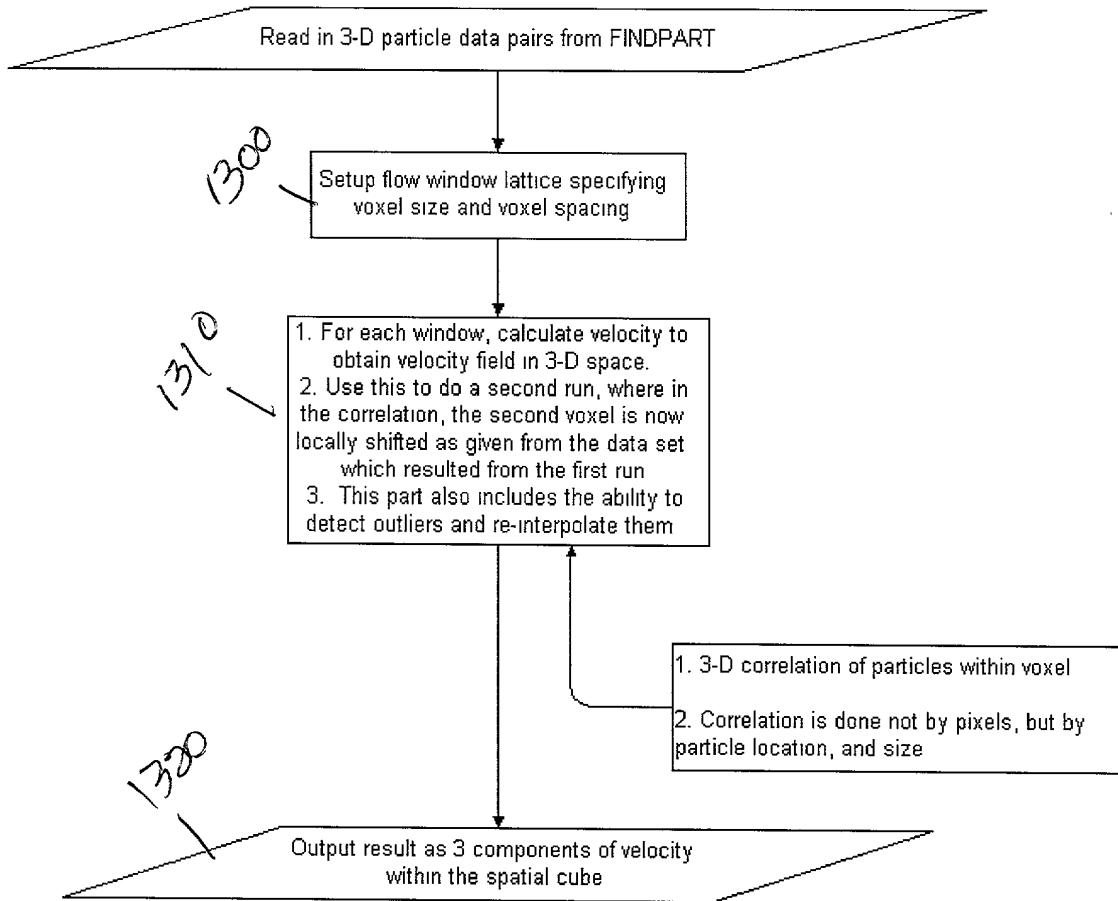 Read in 3-D particle data pairs from FINDPART
1300
Setup flow window lattice specifying
voxel size and voxel spacing
1310
1. For each window, calculate velocity to
obtain velocity field in 3-D space.
2. Use this to do a second run, where in
the correlation, the second voxel is now
locally shifted as given from the data set
which resulted from the first run
3. This part also includes the ability to
detect outliers and re-interpolate them
1. 3-D correlation of particles within voxel
2. Correlation is done not by pixels, but by
particle location, and size
1320
Output result as 3 components of velocity
within the spatial cube